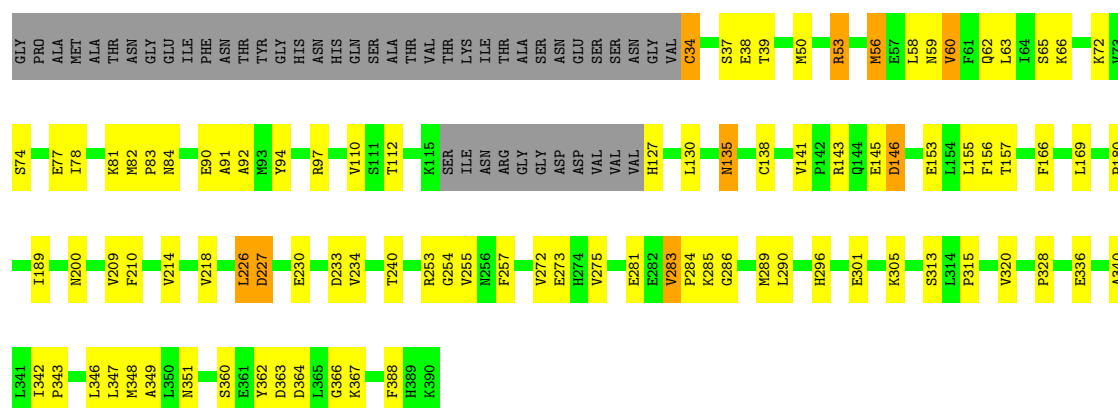 GLY PRO ALA MET ALA ALA THR ASN GLY GLU ILE PHE ASN THR TYR GLY HIS ASN HIS GLN SER ALA THR VAL THR LYS ILE THR ALA SER ASN GLU SER SER ASN GLY VAL C34 S37 E38 T39 M50 R53 M56 E57 L58 N59 V60 F61 Q62 L63 I64 S65 K66 K72 V73
S74 E77 I78 K81 M82 P83 N84 E90 A91 A92 M93 Y94 R97 V110 S111 T112 K115 SER ILE ASN ARG GLY GLY ASP ASP VAL VAL VAL H127 L130 N135 C138 V141 P142 R143 Q144 E145 D146 E153 L154 L155 F156 T157 F166 L169 R180
I189 N200 V209 F210 V214 V218 L226 D227 E230 D233 V234 T240 R253 G254 V255 N256 F257 V272 E273 H274 V275 E281 E282 V283 P284 K285 G286 M289 L290 H296 E301 K305 S313 L314 P315 V320 P328 E336 A340
L341 I342 P343 L346 L347 M348 A349 L350 N351 S360 E361 Y362 D363 D364 L365 G366 K367 F388 H389 K390